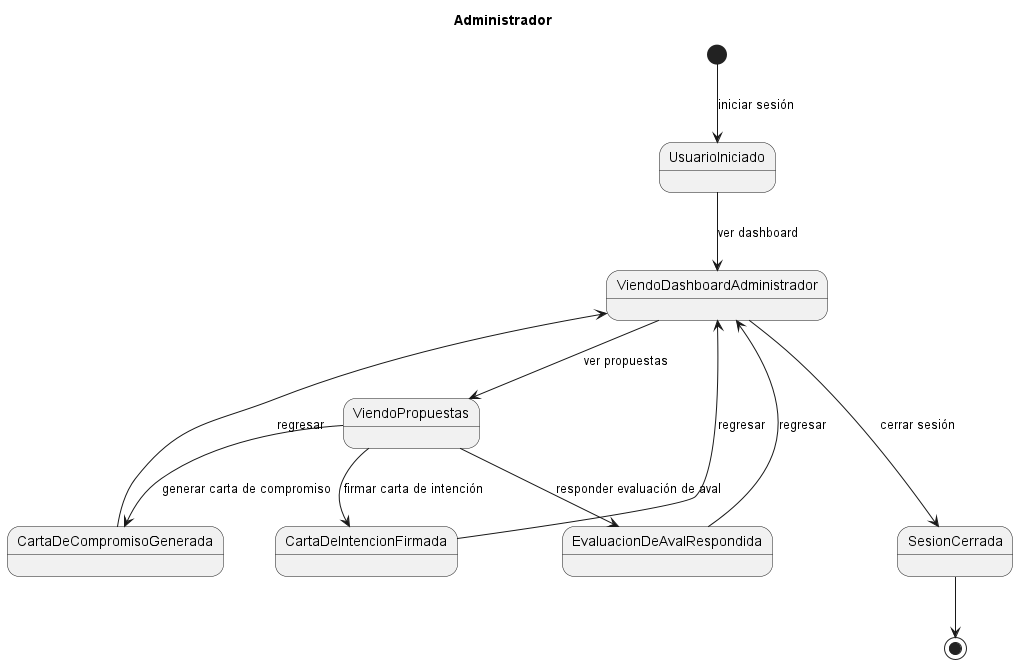 Administrador
iniciar sesión
UsuarioIniciado
ver dashboard
ViendoDashboardAdministrador
ver propuestas
ViendoPropuestas
regresar
regresar
regresar
cerrar sesión
generar carta de compromiso
firmar carta de intención
responder evaluación de aval
CartaDeCompromisoGenerada
CartaDeIntencionFirmada
EvaluacionDeAvalRespondida
SesionCerrada